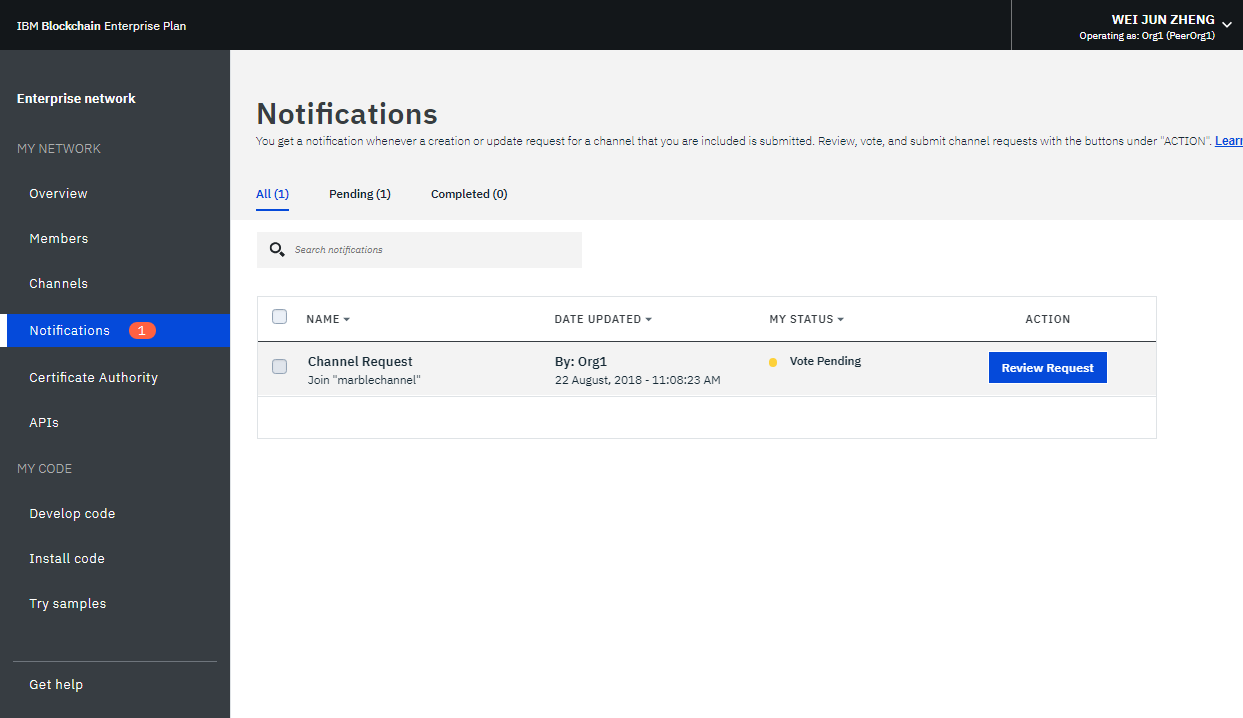 IBM Blockchain Enterprise Plan
WEI JUN ZHENG
Operating as: Org1 (PeerOrg1)
Enterprise network
MY NETWORK
Overview
Members
Channels
Notifications 1
Certificate Authority
APIs
MY CODE
Develop code
Install code
Try samples
Get help
Notifications
You get a notification whenever a creation or update request for a channel that you are included is submitted. Review, vote, and submit channel requests with the buttons under "ACTION". Learn
All (1) Pending (1) Completed (0)
Search notifications
NAME DATE UPDATED MY STATUS ACTION
Channel Request By: Org1 Vote Pending Review Request
Join "marblechannel" 22 August, 2018 - 11:08:23 AM